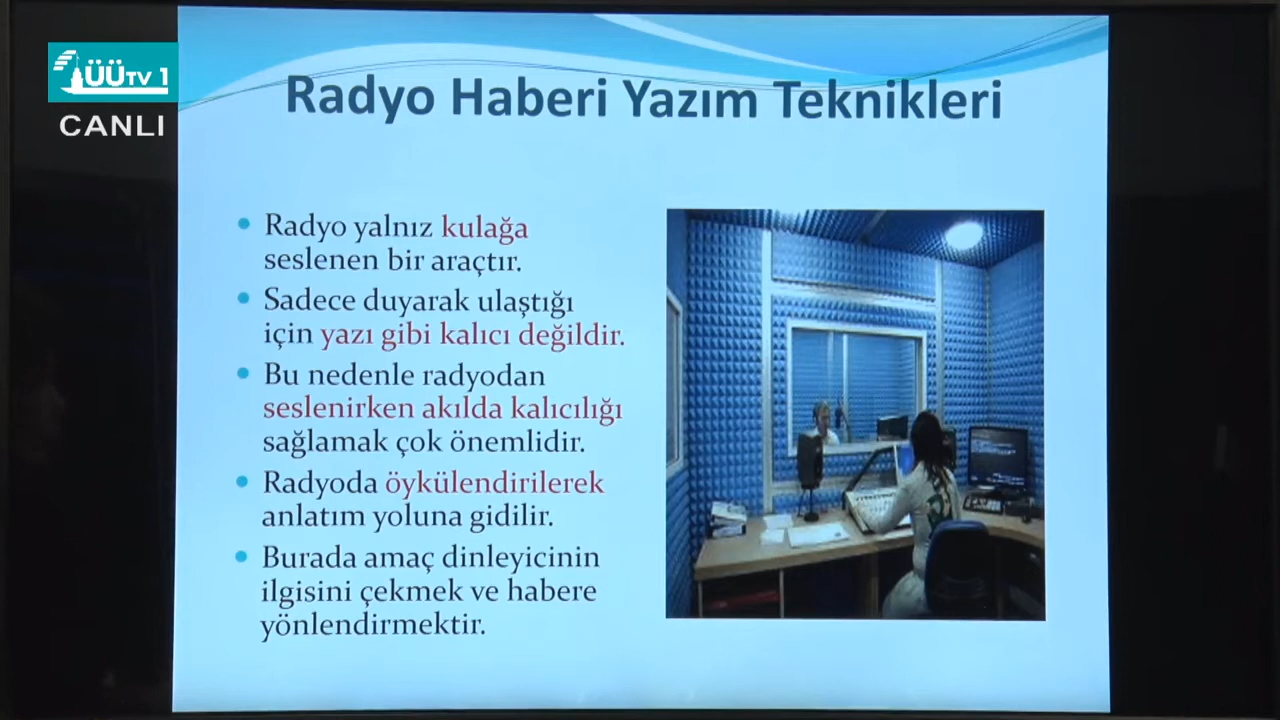 ÜÜTV 1
CANLI
Radyo Haberi Yazım Teknikleri
• Radyo yalnız kulağa
seslenen bir araçtır.
• Sadece duyarak ulaştığı
için yazı gibi kalıcı değildir.
• Bu nedenle radyodan
seslenirken akılda kalıcılığı
sağlamak çok önemlidir.
• Radyoda öykülendirilerek
anlatım yoluna gidilir.
• Burada amaç dinleyicinin
ilgisini çekmek ve habere
yönlendirmektir.